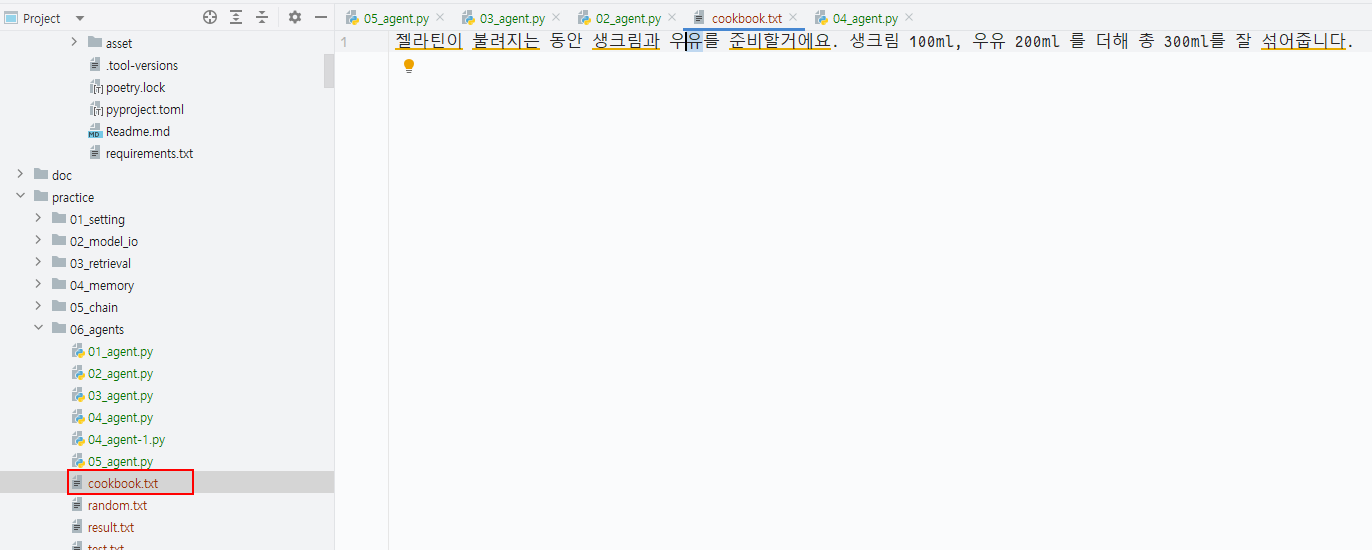 Project
05_agent.py
03_agent.py
02_agent.py
cookbook.txt
04_agent.py
asset
.tool-versions
poetry.lock
pyproject.toml
Readme.md
requirements.txt
doc
practice
01_setting
02_model_io
03_retrieval
04_memory
05_chain
06_agents
01_agent.py
02_agent.py
03_agent.py
04_agent.py
04_agent-1.py
05_agent.py
cookbook.txt
random.txt
result.txt
test.txt
1
젤라틴이 불려지는 동안 생크림과 우유를 준비할거에요. 생크림 100ml, 우유 200ml 를 더해 총 300ml를 잘 섞어줍니다.